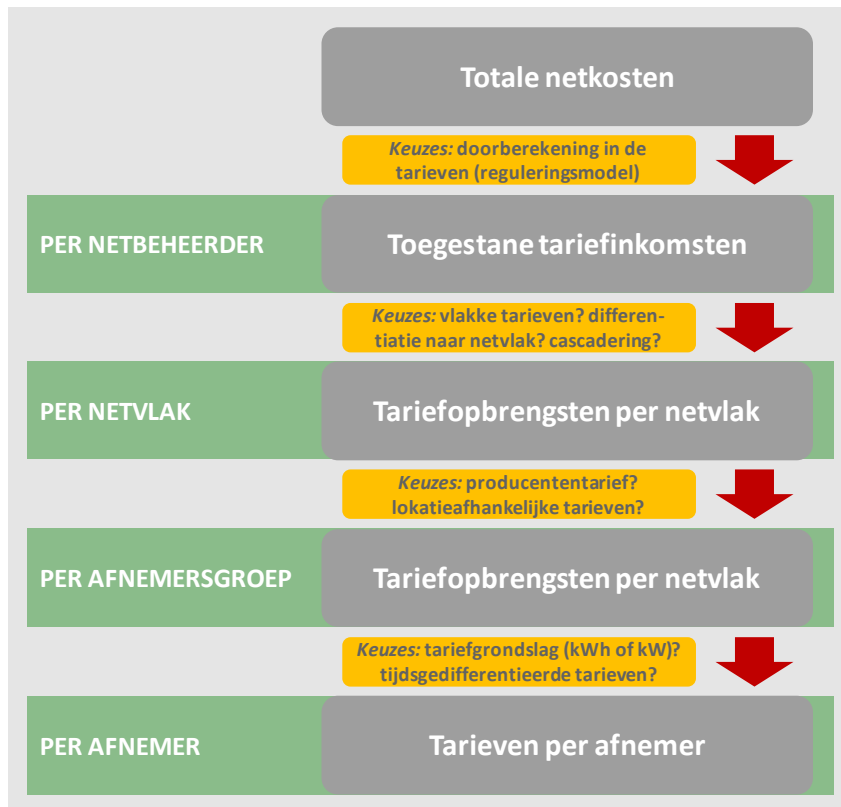 Totale netkosten
Keuzes: doorberekening in de
tarieven (reguleringsmodel)
PER NETBEHEERDER
Toegestane tariefinkomsten
Keuzes: vlakke tarieven? differen-
tiatie naar netvlak? cascadering?
PER NETVLAK
Tariefopbrengsten per netvlak
Keuzes: producententarief?
lokatieafhankelijke tarieven?
PER AFNEMERSGROEP
Tariefopbrengsten per netvlak
Keuzes: tariefgrondslag (kWh of kW)?
tijdsgedifferentieerde tarieven?
PER AFNEMER
Tarieven per afnemer